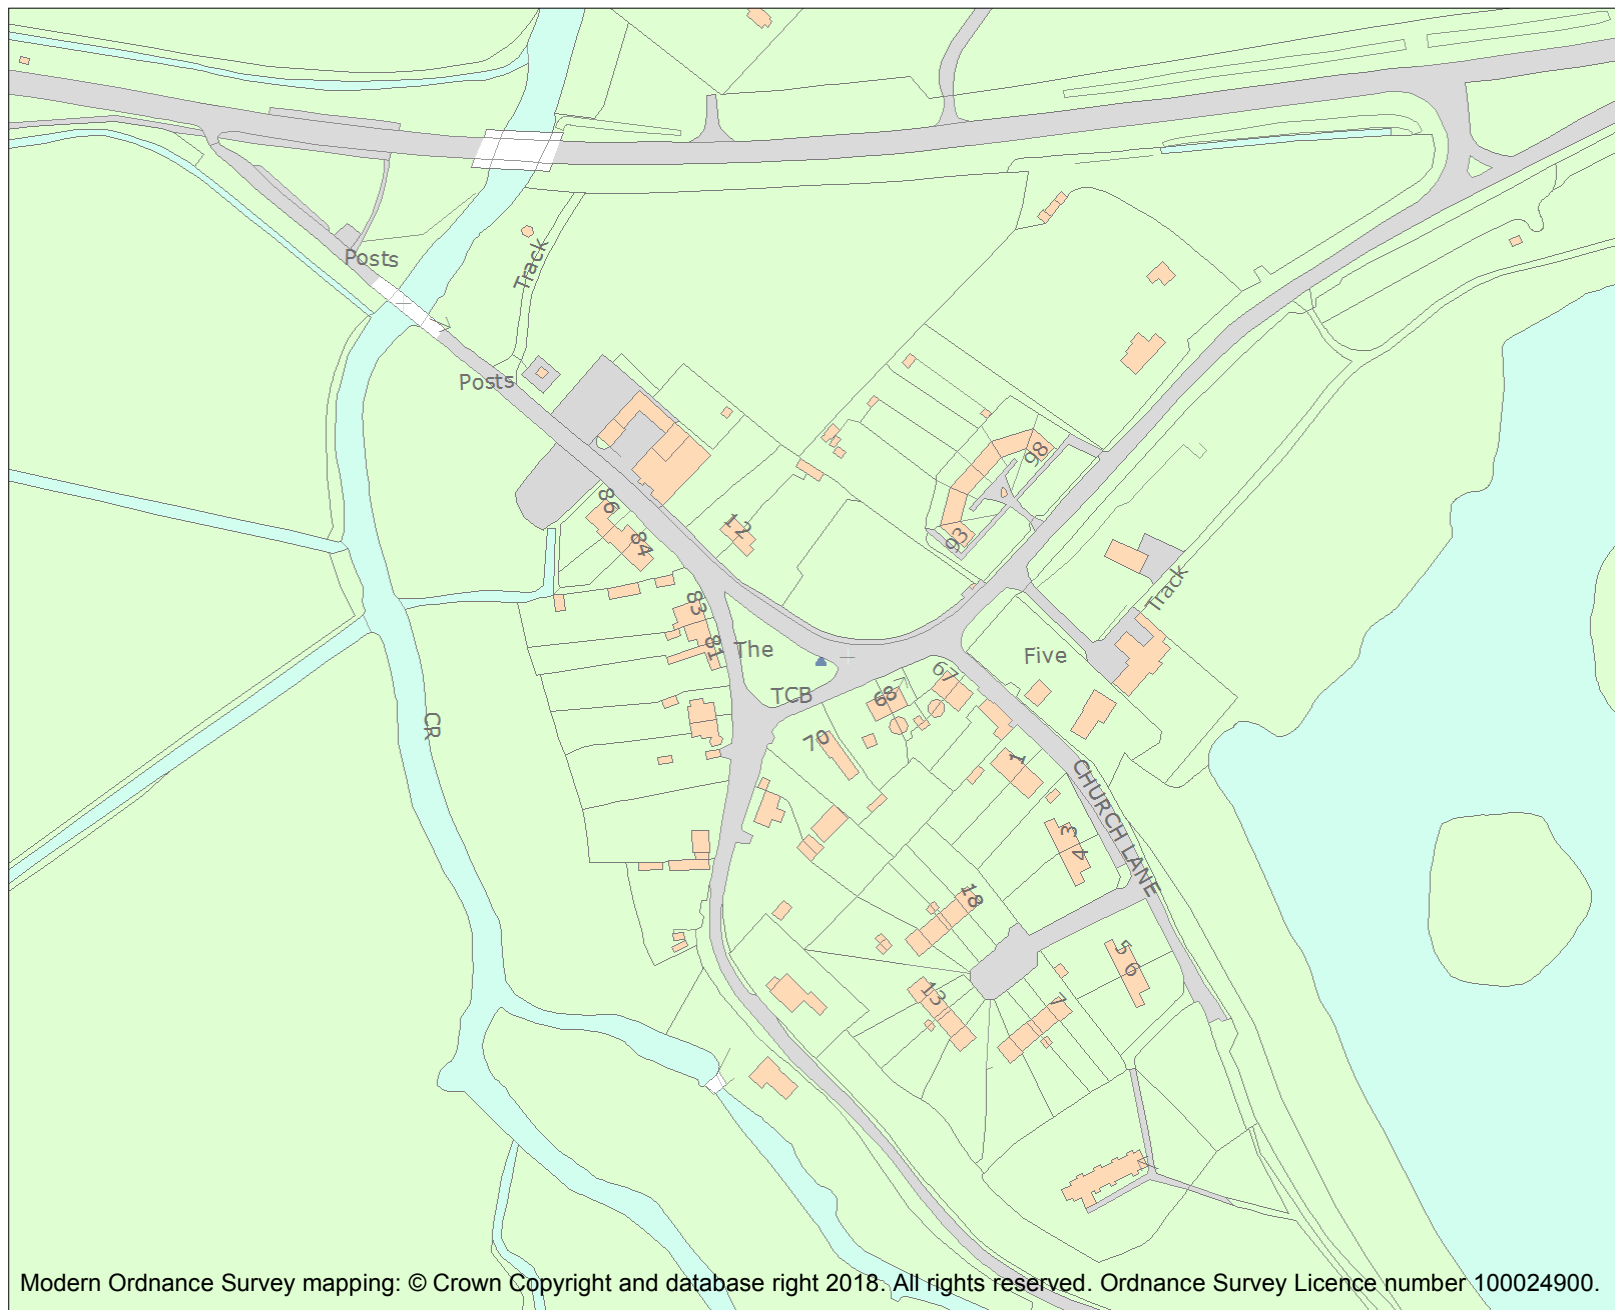 Posts
Track
Posts
98
86
12
84
93
Track
83
81
The
Five
TCB
67
68
CR
70
1
CHURCH LANE
3
4
18
5
6
13
7
Modern Ordnance Survey mapping: © Crown Copyright and database right 2018. All rights reserved. Ordnance Survey Licence number 100024900.